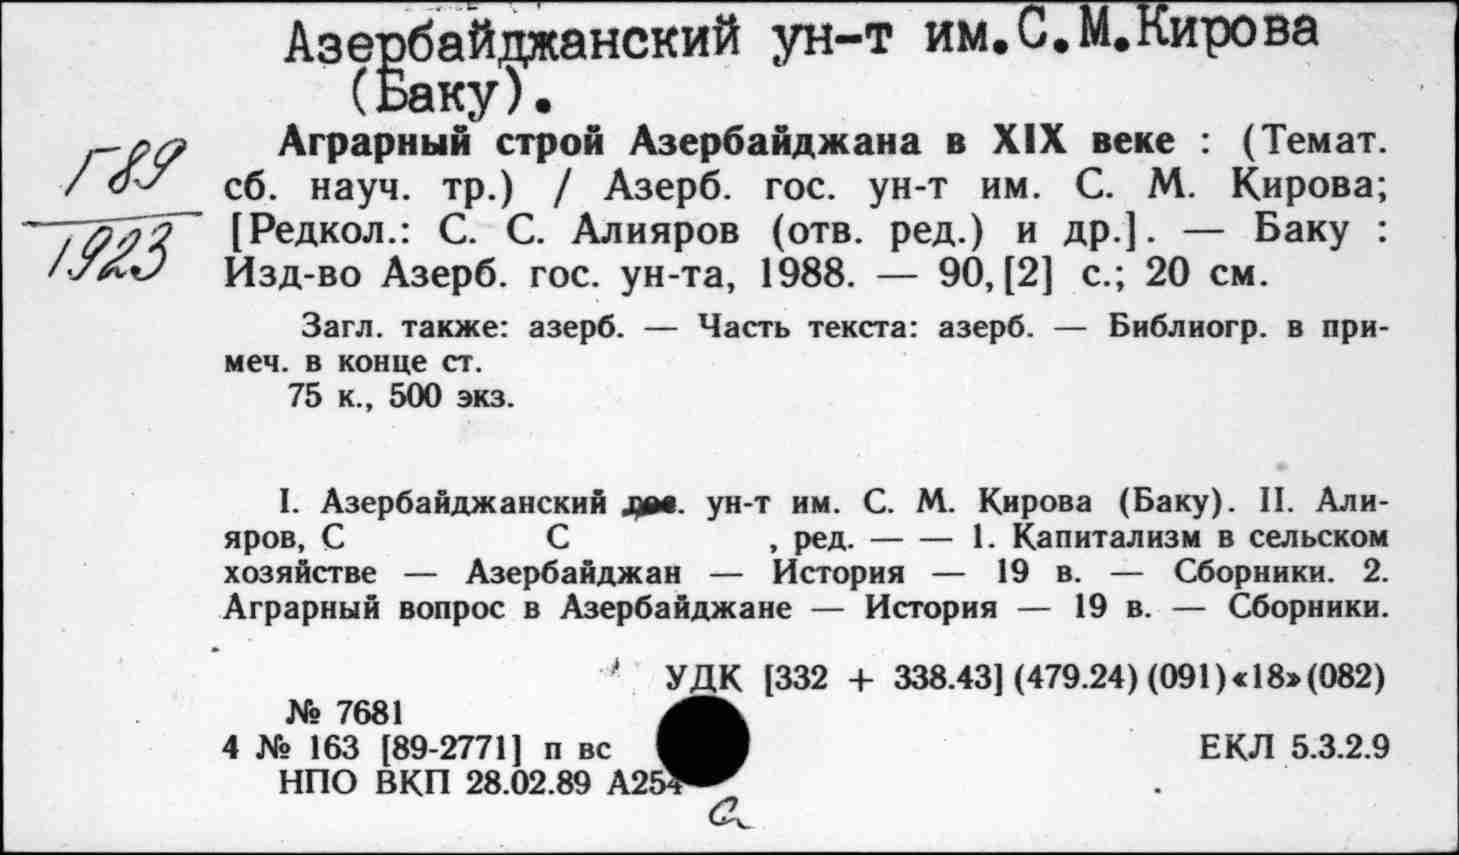 Азербайджанский ун-т им.С.М.Кирова
(Баку).
Г89
1923
Аграрный строй Азербайджана в XIX веке : (Темат.
сб. науч. тр.) / Азерб. гос. ун-т им. С. М. Кирова;
[Редкол.: С. С. Алияров (отв. ред.) и др.]. — Баку :
Изд-во Азерб. гос. ун-та, 1988. — 90, [2] с.; 20 см.
Загл. также: азерб. — Часть текста: азерб. — Библиогр. в при-
меч. в конце ст.
75 к., 500 экз.
I. Азербайджанский ун-т им. С. М. Кирова (Баку). II. Али-
яров, С С , ред. — — 1. Капитализм в сельском
хозяйстве — Азербайджан — История — 19 в. — Сборники. 2.
Аграрный вопрос в Азербайджане — История — 19 в. — Сборники.
УДК [332 + 338.43] (479.24) (091) «18» (082)
№ 7681
4 № 163 [89-2771] п вс ЕКЛ 5.3.2.9
НПО ВКП 28.02.89 А254